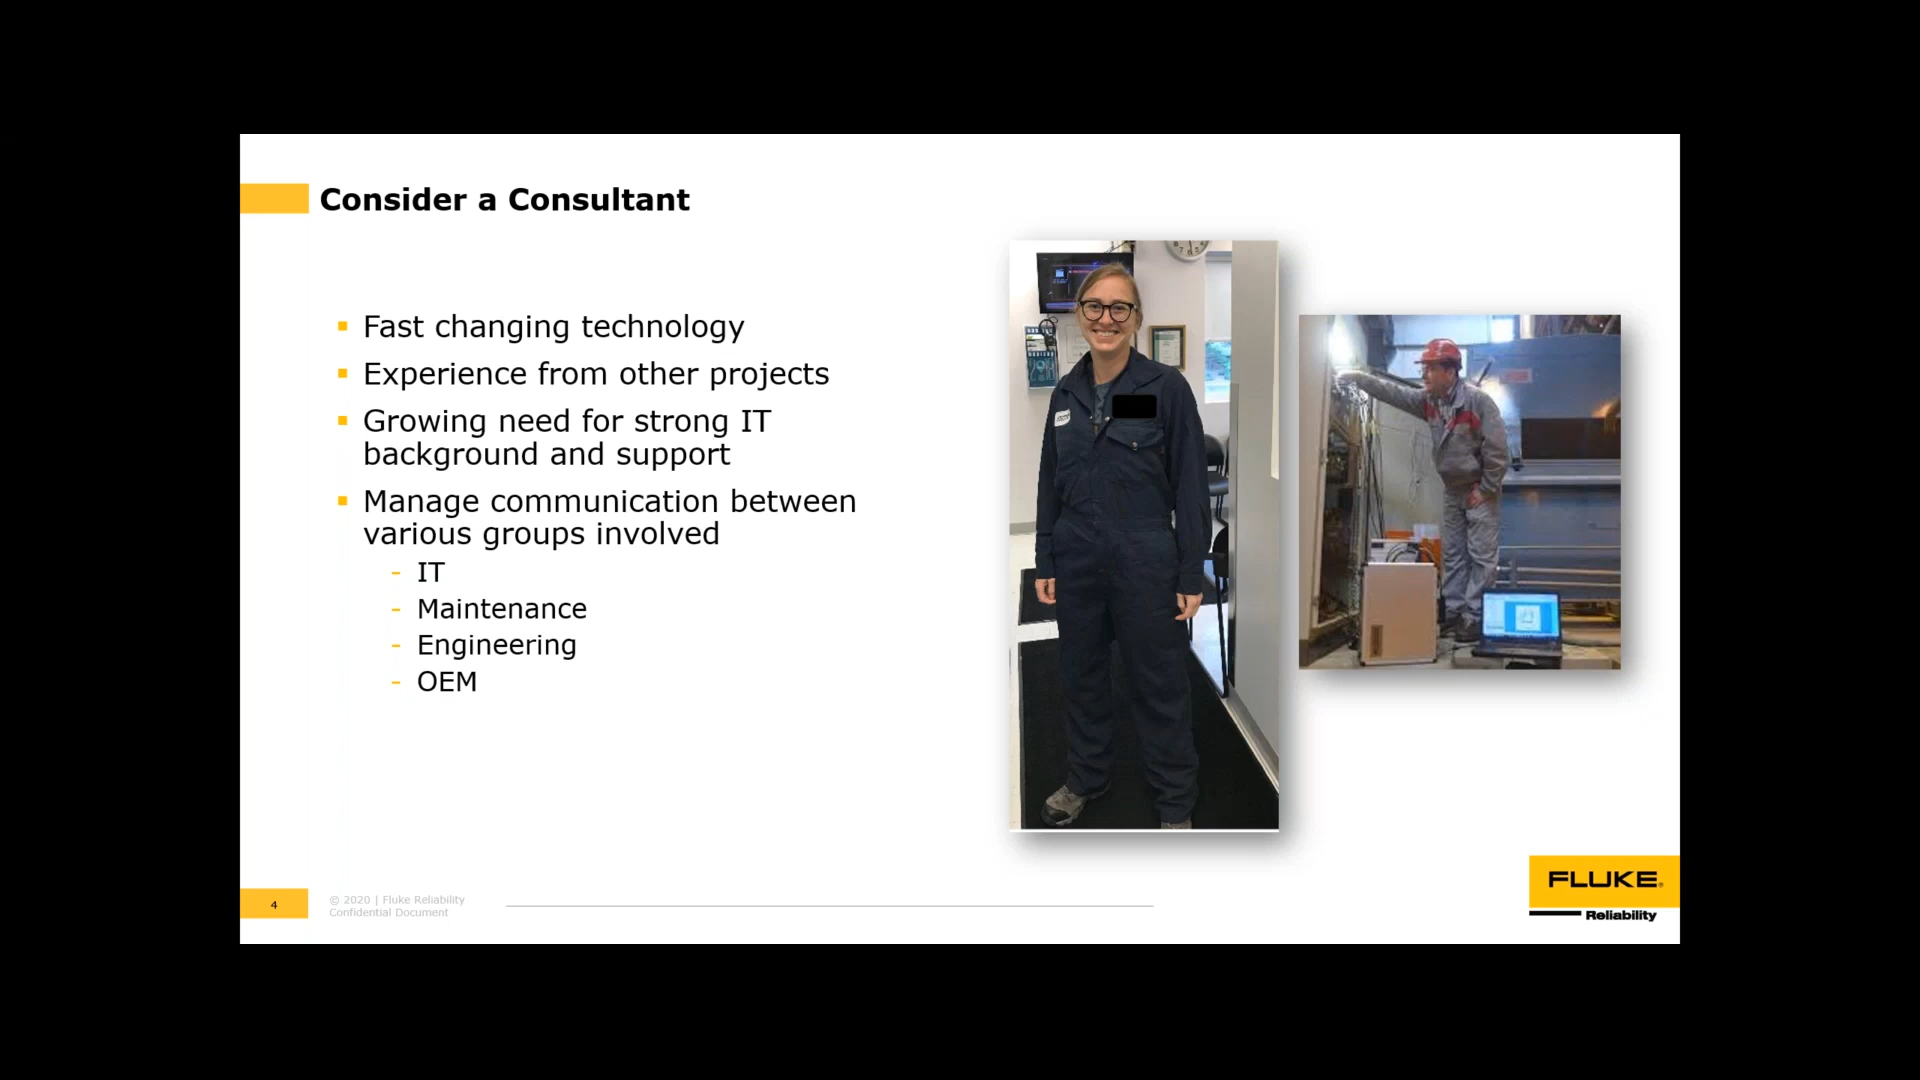 Consider a Consultant
Fast changing technology
Experience from other projects
Growing need for strong IT
background and support
Manage communication between
various groups involved
- IT
- Maintenance
- Engineering
- OEM
4
© 2020 | Fluke Reliability
Confidential Document
FLUKE®
Reliability